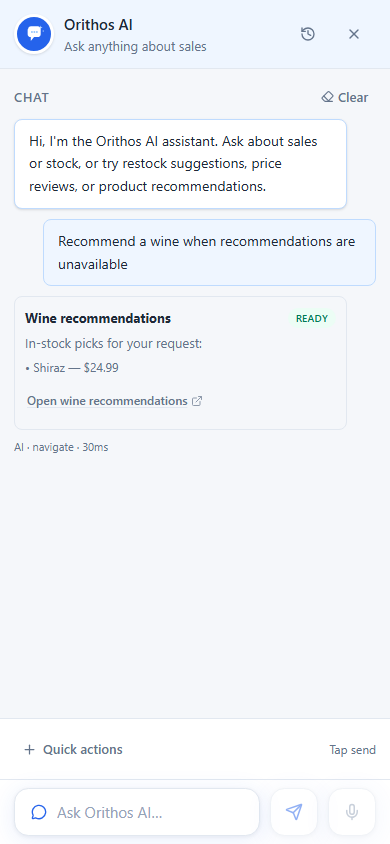 Orithos AI
Ask anything about sales
CHAT
Clear
Hi, I'm the Orithos AI assistant. Ask about sales
or stock, or try restock suggestions, price
reviews, or product recommendations.
Recommend a wine when recommendations are
unavailable
Wine recommendations
READY
In-stock picks for your request:
• Shiraz — $24.99
Open wine recommendations
AI · navigate · 30ms
Quick actions
Tap send
Ask Orithos AI...